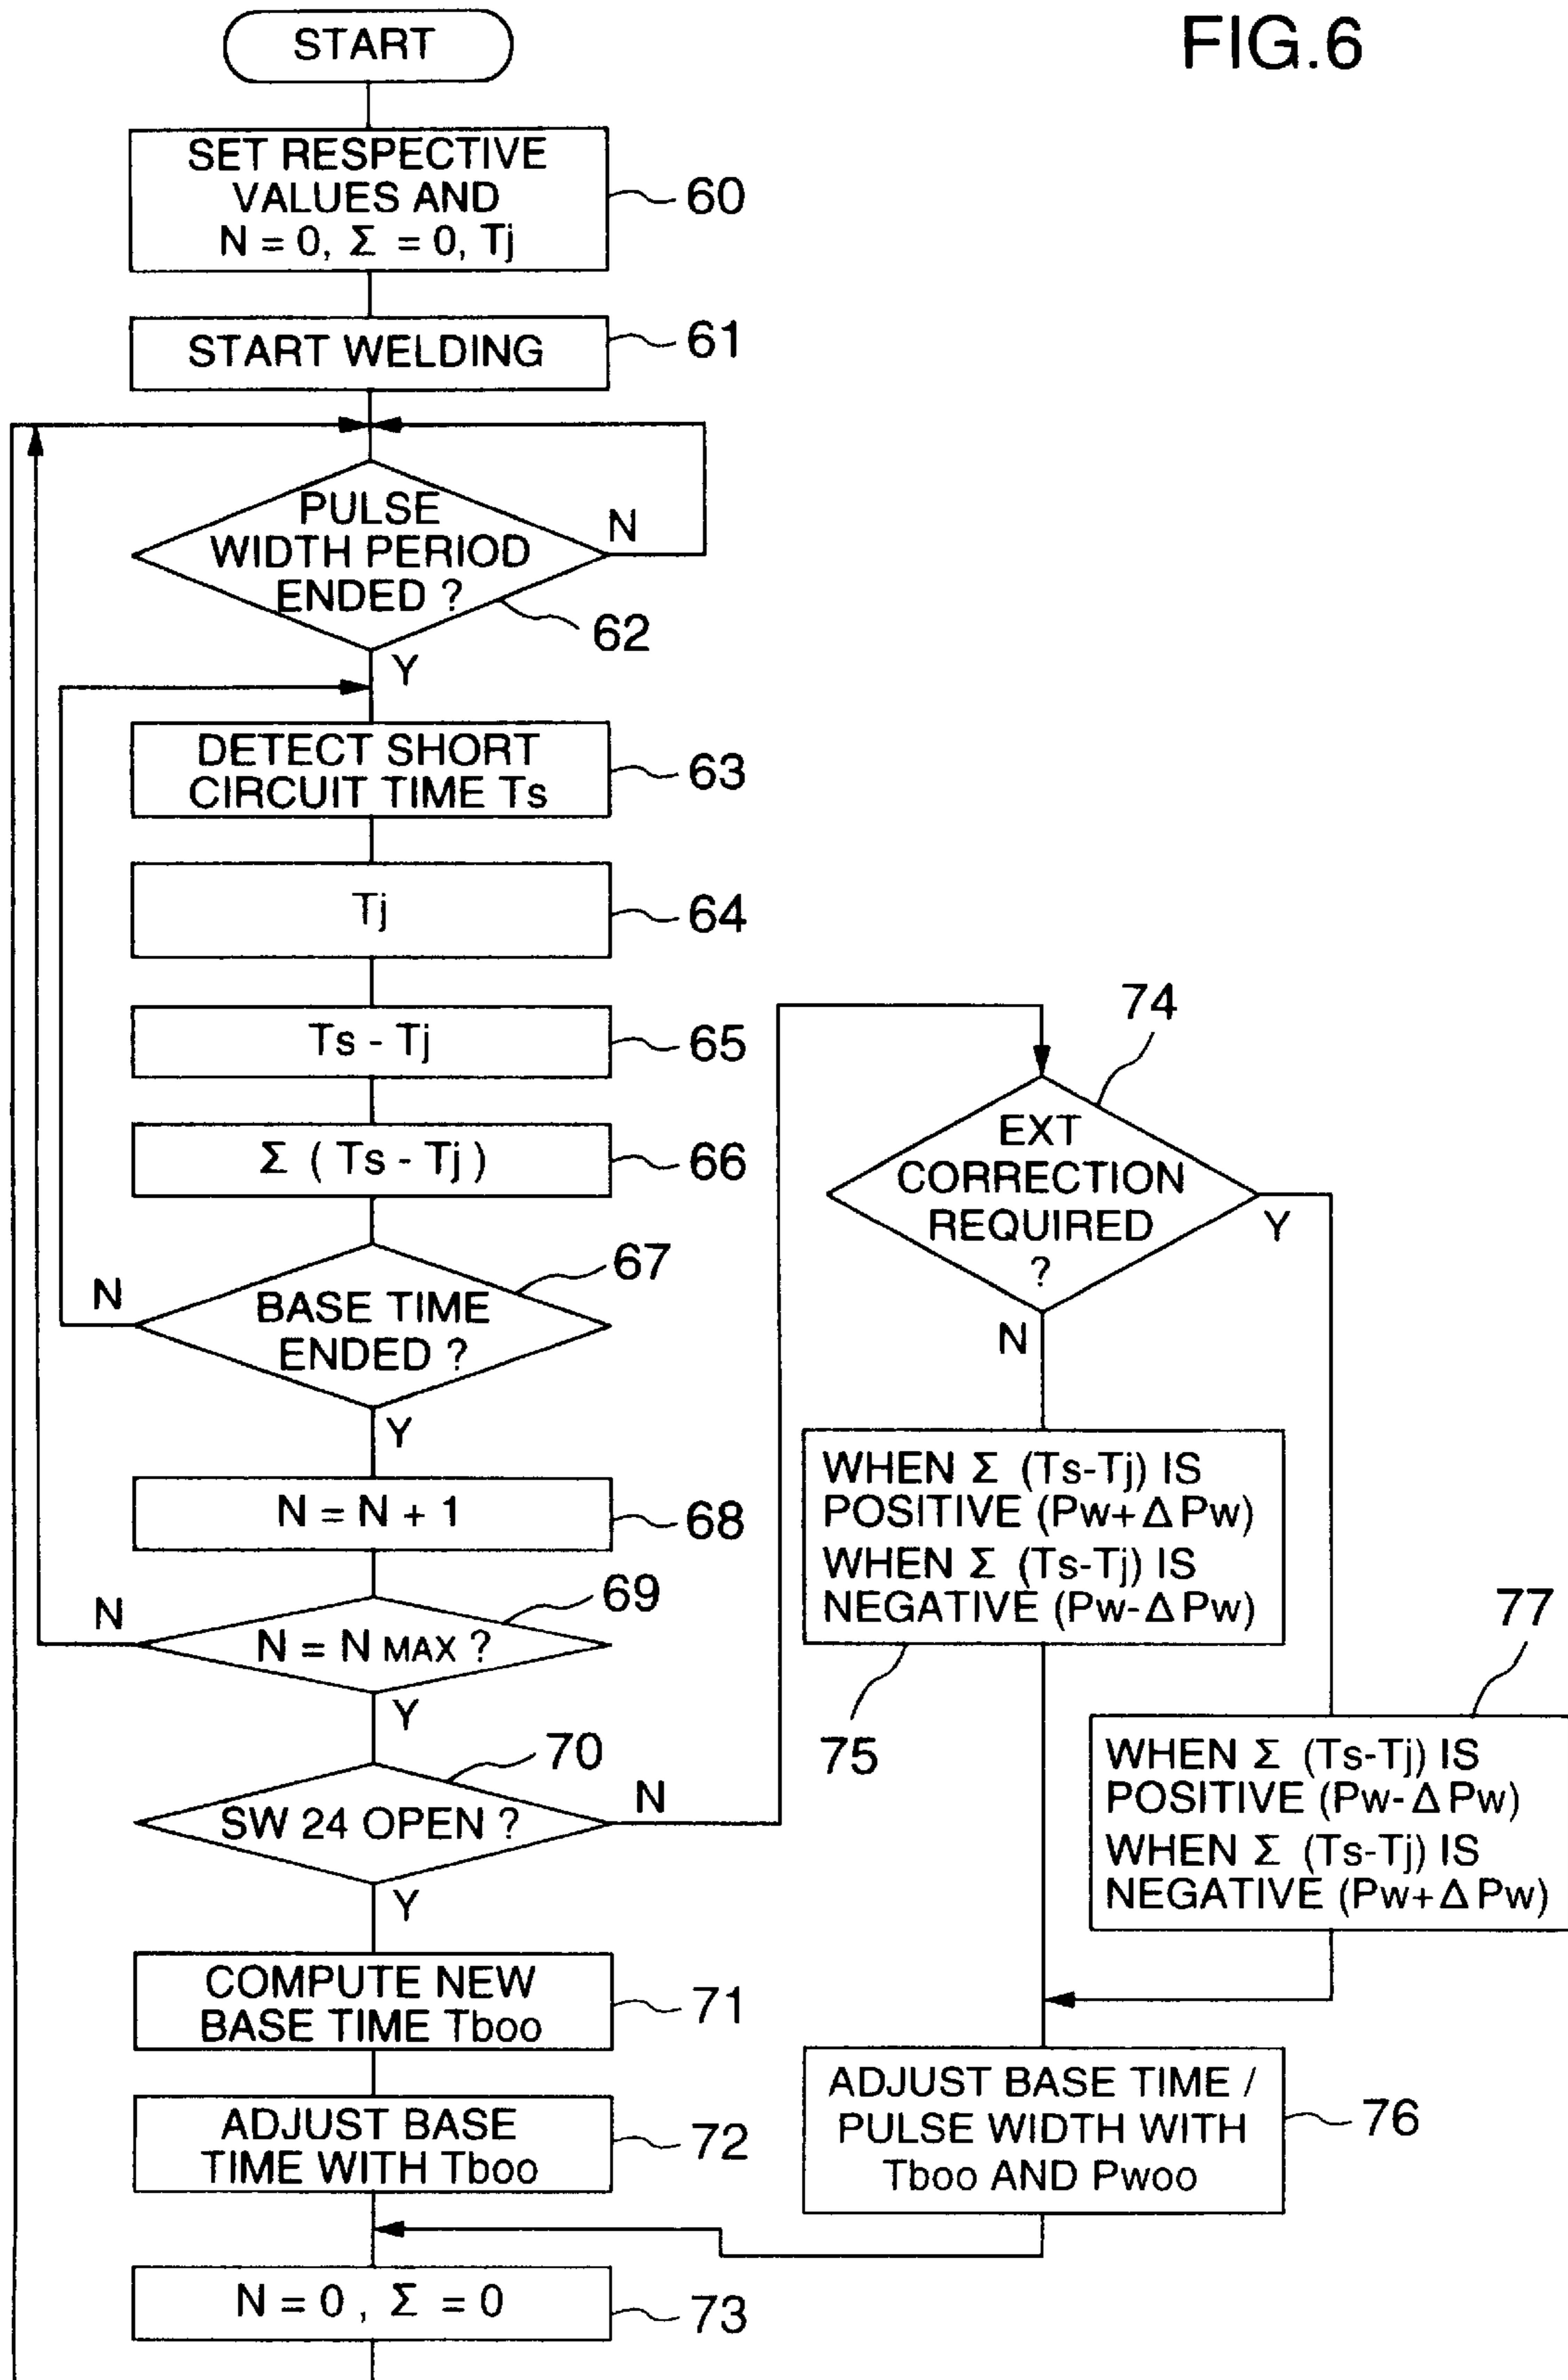 FIG.6
START
SET RESPECTIVE
VALUES AND
N = 0, Σ = 0, Tj
60
START WELDING
61
PULSE
WIDTH PERIOD
ENDED ?
N
62
Y
DETECT SHORT
CIRCUIT TIME Ts
63
Tj
64
Ts - Tj
65
Σ ( Ts - Tj )
66
67
N
BASE TIME
ENDED ?
Y
N = N + 1
68
69
N
N = N MAX ?
Y
70
SW 24 OPEN ?
N
Y
COMPUTE NEW
BASE TIME Tboo
71
ADJUST BASE
TIME WITH Tboo
72
N = 0 , Σ = 0
73
74
EXT
CORRECTION
REQUIRED
?
Y
N
WHEN Σ (Ts-Tj) IS
POSITIVE (Pw+Δ Pw)
WHEN Σ (Ts-Tj) IS
NEGATIVE (Pw-Δ Pw)
75
77
WHEN Σ (Ts-Tj) IS
POSITIVE (Pw-Δ Pw)
WHEN Σ (Ts-Tj) IS
NEGATIVE (Pw+Δ Pw)
ADJUST BASE TIME /
PULSE WIDTH WITH
Tboo AND Pwoo
76